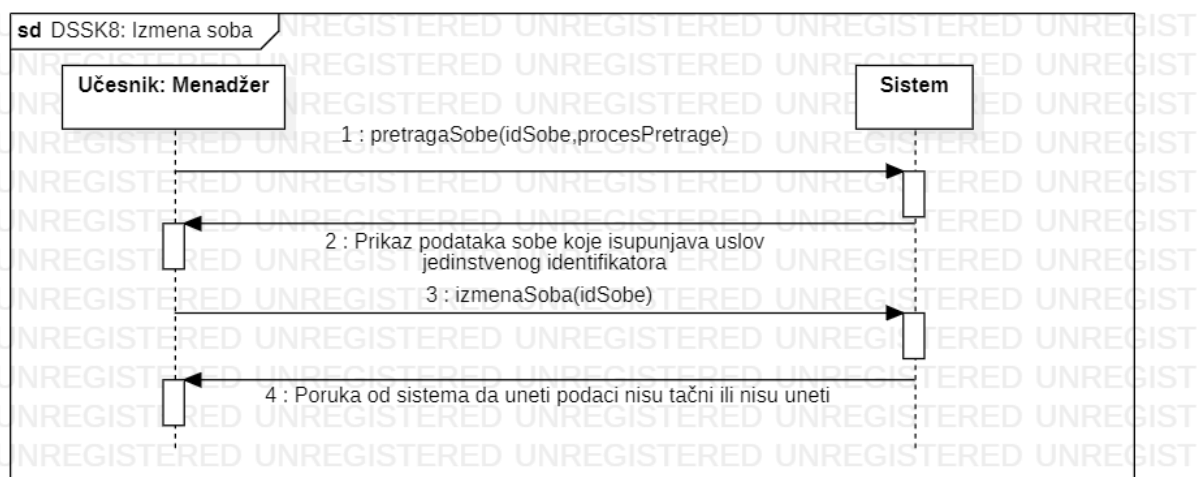 sd DSSK8: Izmena soba
Učesnik: Menadžer
Sistem
1 : pretragaSobe(idSobe,procesPretrage)
2 : Prikaz podataka sobe koje isupunjava uslov
jedinstvenog identifikatora
3 : izmenaSoba(idSobe)
4 : Poruka od sistema da uneti podaci nisu tačni ili nisu uneti
UNREGISTERED